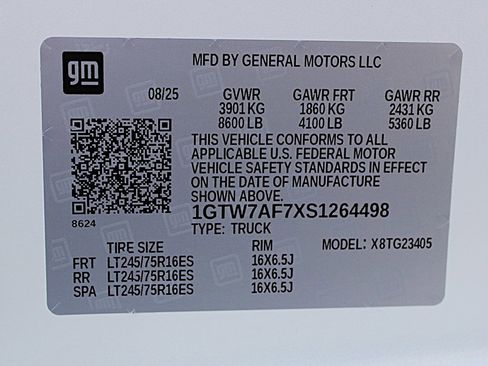 gm
MFD BY GENERAL MOTORS LLC
08/25 GVWR GAWR FRT GAWR RR
3901 KG 1860 KG 2431 KG
8600 LB 4100 LB 5360 LB
THIS VEHICLE CONFORMS TO ALL
APPLICABLE U.S. FEDERAL MOTOR
VEHICLE SAFETY STANDARDS IN EFFECT
ON THE DATE OF MANUFACTURE
SHOWN ABOVE.
1GTW7AF7XS1264498
8624
TYPE: TRUCK
TIRE SIZE RIM MODEL: X8TG23405
FRT LT245/75R16ES 16X6.5J
RR LT245/75R16ES 16X6.5J
SPA LT245/75R16ES 16X6.5J